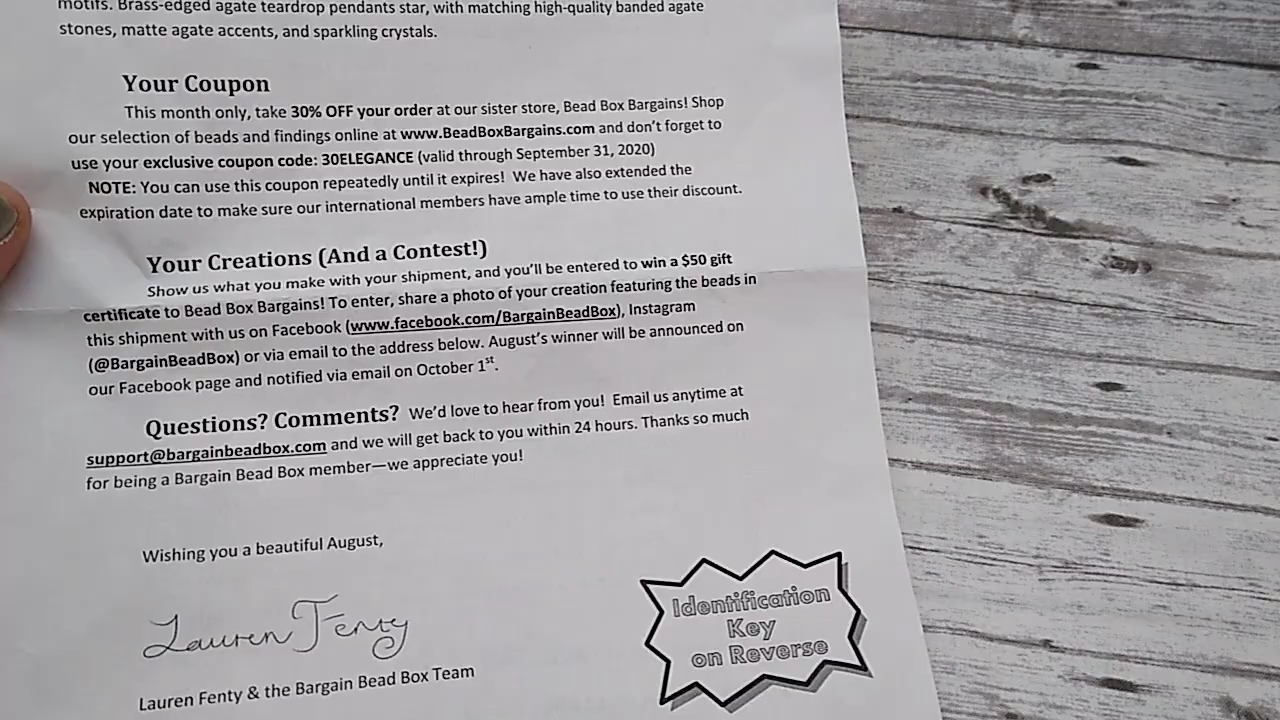 motifs. Brass-edged agate teardrop pendants star, with matching high-quality banded agate
stones, matte agate accents, and sparkling crystals.
Your Coupon
This month only, take 30% OFF your order at our sister store, Bead Box Bargains! Shop
our selection of beads and findings online at www.BeadBoxBargains.com and don't forget to
use your exclusive coupon code: 30ELEGANCE (valid through September 31, 2020)
NOTE: You can use this coupon repeatedly until it expires! We have also extended the
expiration date to make sure our international members have ample time to use their discount.
Your Creations (And a Contest!)
Show us what you make with your shipment, and you'll be entered to win a $50 gift
certificate to Bead Box Bargains! To enter, share a photo of your creation featuring the beads in
this shipment with us on Facebook (www.facebook.com/BargainBeadBox), Instagram
(@BargainBeadBox) or via email to the address below. August's winner will be announced on
our Facebook page and notified via email on October 1st.
Questions? Comments? We'd love to hear from you! Email us anytime at
support@bargainbeadbox.com and we will get back to you within 24 hours. Thanks so much
for being a Bargain Bead Box member—we appreciate you!
Wishing you a beautiful August,
Lauren Fenty
Lauren Fenty & the Bargain Bead Box Team
Identification
Key
on Reverse